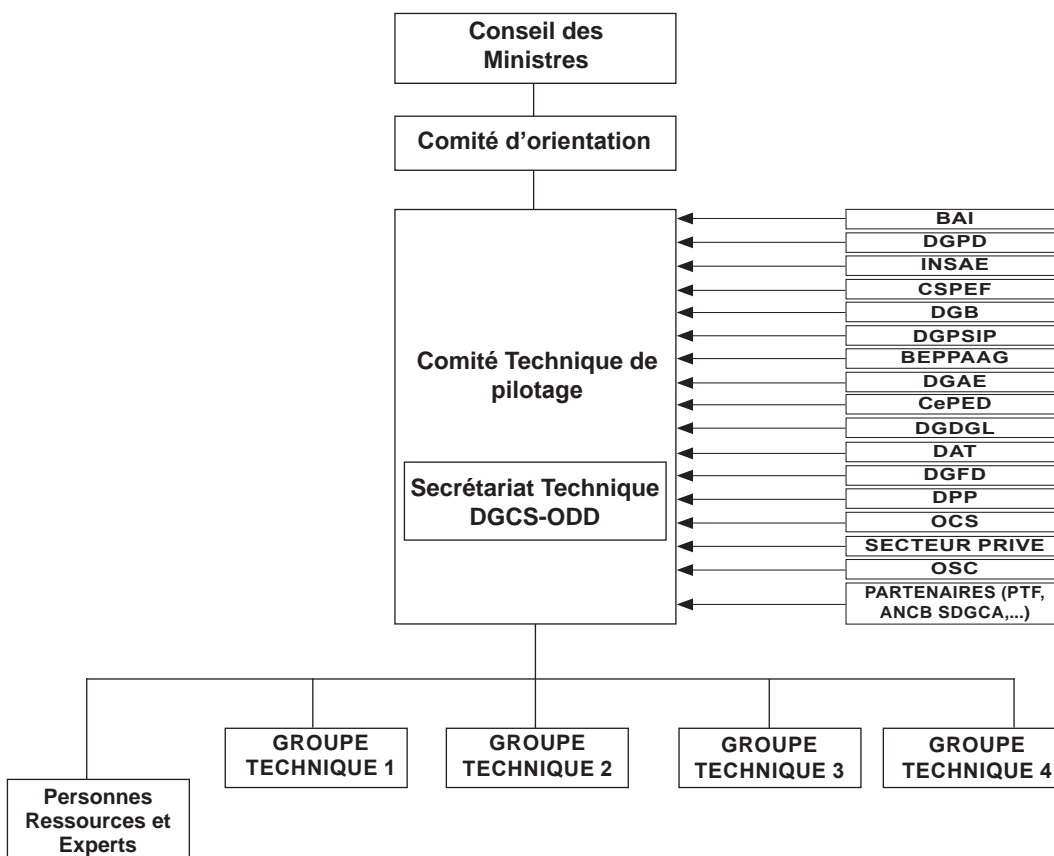 Conseil des
Ministres
Comité d’orientation
Comité Technique de
pilotage
Secrétariat Technique
DGCS-ODD
BAI
DGPD
INSAE
CSPEF
DGB
DGPSIP
BEPPAAG
DGAE
CePED
DGDGL
DAT
DGFD
DPP
OCS
SECTEUR PRIVE
OSC
PARTENAIRES (PTF,
ANCB SDGCA,...)
GROUPE
TECHNIQUE 1
GROUPE
TECHNIQUE 2
GROUPE
TECHNIQUE 3
GROUPE
TECHNIQUE 4
Personnes
Ressources et
Experts